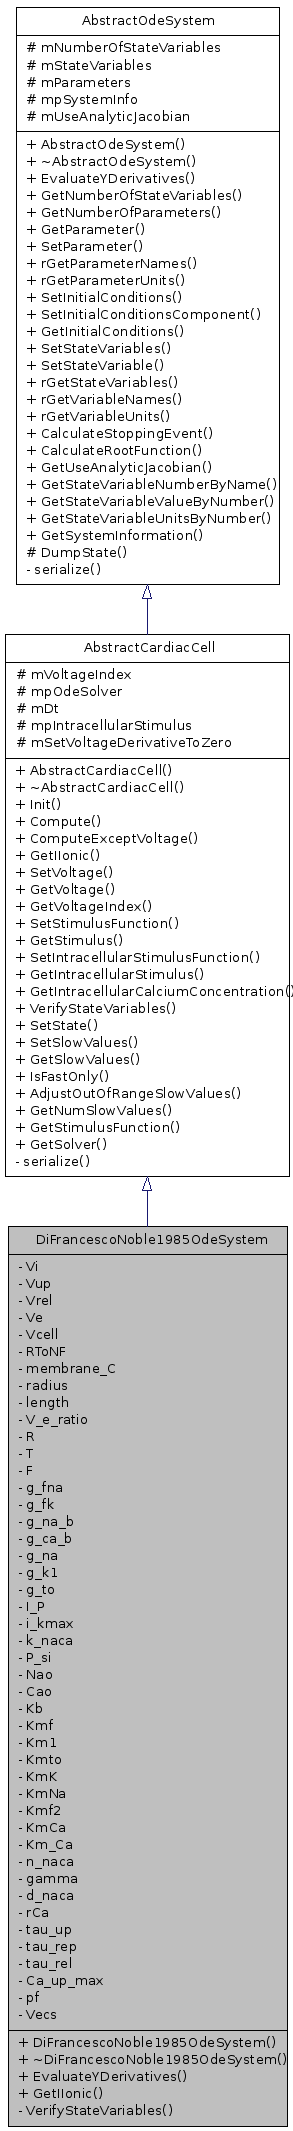 AbstractOdeSystem
# mNumberOfStateVariables
# mStateVariables
# mParameters
# mpSystemInfo
# mUseAnalyticJacobian
+ AbstractOdeSystem()
+ ~AbstractOdeSystem()
+ EvaluateYDerivatives()
+ GetNumberOfStateVariables()
+ GetNumberOfParameters()
+ GetParameter()
+ SetParameter()
+ rGetParameterNames()
+ rGetParameterUnits()
+ SetInitialConditions()
+ SetInitialConditionsComponent()
+ GetInitialConditions()
+ SetStateVariables()
+ SetStateVariable()
+ rGetStateVariables()
+ rGetVariableNames()
+ rGetVariableUnits()
+ CalculateStoppingEvent()
+ CalculateRootFunction()
+ GetUseAnalyticJacobian()
+ GetStateVariableNumberByName()
+ GetStateVariableValueByNumber()
+ GetStateVariableUnitsByNumber()
+ GetSystemInformation()
# DumpState()
- serialize()
AbstractCardiacCell
# mVoltageIndex
# mpOdeSolver
# mDt
# mpIntracellularStimulus
# mSetVoltageDerivativeToZero
+ AbstractCardiacCell()
+ ~AbstractCardiacCell()
+ Init()
+ Compute()
+ ComputeExceptVoltage()
+ GetIIonic()
+ SetVoltage()
+ GetVoltage()
+ GetVoltageIndex()
+ SetStimulusFunction()
+ GetStimulus()
+ SetIntracellularStimulusFunction()
+ GetIntracellularStimulus()
+ GetIntracellularCalciumConcentration()
+ VerifyStateVariables()
+ SetState()
+ SetSlowValues()
+ GetSlowValues()
+ IsFastOnly()
+ AdjustOutOfRangeSlowValues()
+ GetNumSlowValues()
+ GetStimulusFunction()
+ GetSolver()
- serialize()
DiFrancescoNoble1985OdeSystem
- Vi
- Vup
- Vrel
- Ve
- Vcell
- RToNF
- membrane_C
- radius
- length
- V_e_ratio
- R
- T
- F
- g_fna
- g_fk
- g_na_b
- g_ca_b
- g_na
- g_k1
- g_to
- I_P
- i_kmax
- k_naca
- P_si
- Nao
- Cao
- Kb
- Kmf
- Km1
- Kmto
- KmK
- KmNa
- Kmf2
- KmCa
- Km_Ca
- n_naca
- gamma
- d_naca
- rCa
- tau_up
- tau_rep
- tau_rel
- Ca_up_max
- pf
- Vecs
+ DiFrancescoNoble1985OdeSystem()
+ ~DiFrancescoNoble1985OdeSystem()
+ EvaluateYDerivatives()
+ GetIIonic()
- VerifyStateVariables()